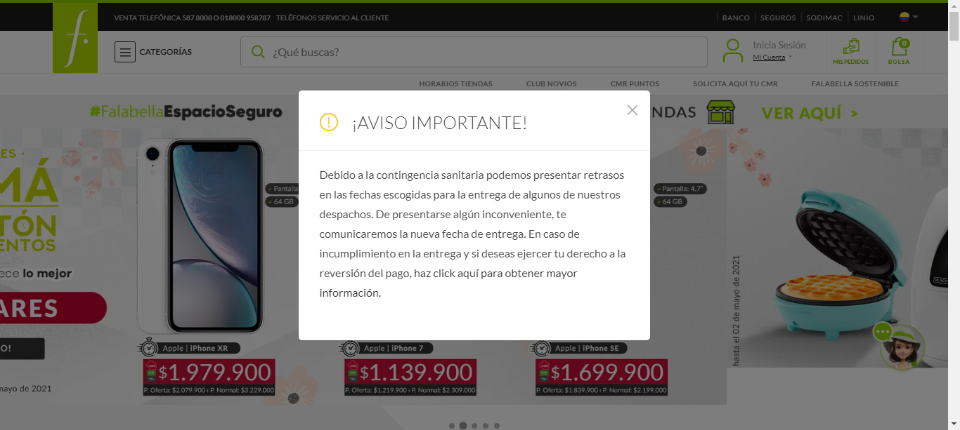 VENTA TELEFÓNICA 587 8008 O 018000 958787 TELÉFONOS SERVICIO AL CLIENTE
BANCO SEGUROS SODIMAC LINIO
f.
CATEGORÍAS
¿Qué buscas?
Inicia Sesión
Mi Cuenta
MIS PEDIDOS
0
BOLSA
HORARIOS TIENDAS CLUB NOVIOS CMR PUNTOS SOLICITA AQUÍ TU CMR FALABELLA SOSTENIBLE
#FalabellaEspacioSeguro
NDAS
VER AQUÍ >
¡AVISO IMPORTANTE!
Debido a la contingencia sanitaria podemos presentar retrasos
en las fechas escogidas para la entrega de algunos de nuestros
despachos. De presentarse algún inconveniente, te
comunicaremos la nueva fecha de entrega. En caso de
incumplimiento en la entrega y si deseas ejercer tu derecho a la
reversión del pago, haz click aquí para obtener mayor
información.
ES
MÁ
TÓN
ENTOS
ece lo mejor
ARES
O!
mayo de 2021
Pantalla
64 GB
Pantalla: 4,7"
64 GB
hasta el 02 de mayo de 2021
Apple | iPhone XR
$1.979.900
P. Oferta: $2.079.900 I P. Normal: $3.229.000
Apple | iPhone 7
$1.139.900
P. Oferta: $1.219.900 I P. Normal: $2.309.000
Apple | iPhone SE
$1.699.900
P. Oferta: $1.839.900 I P. Normal: $2.199.000